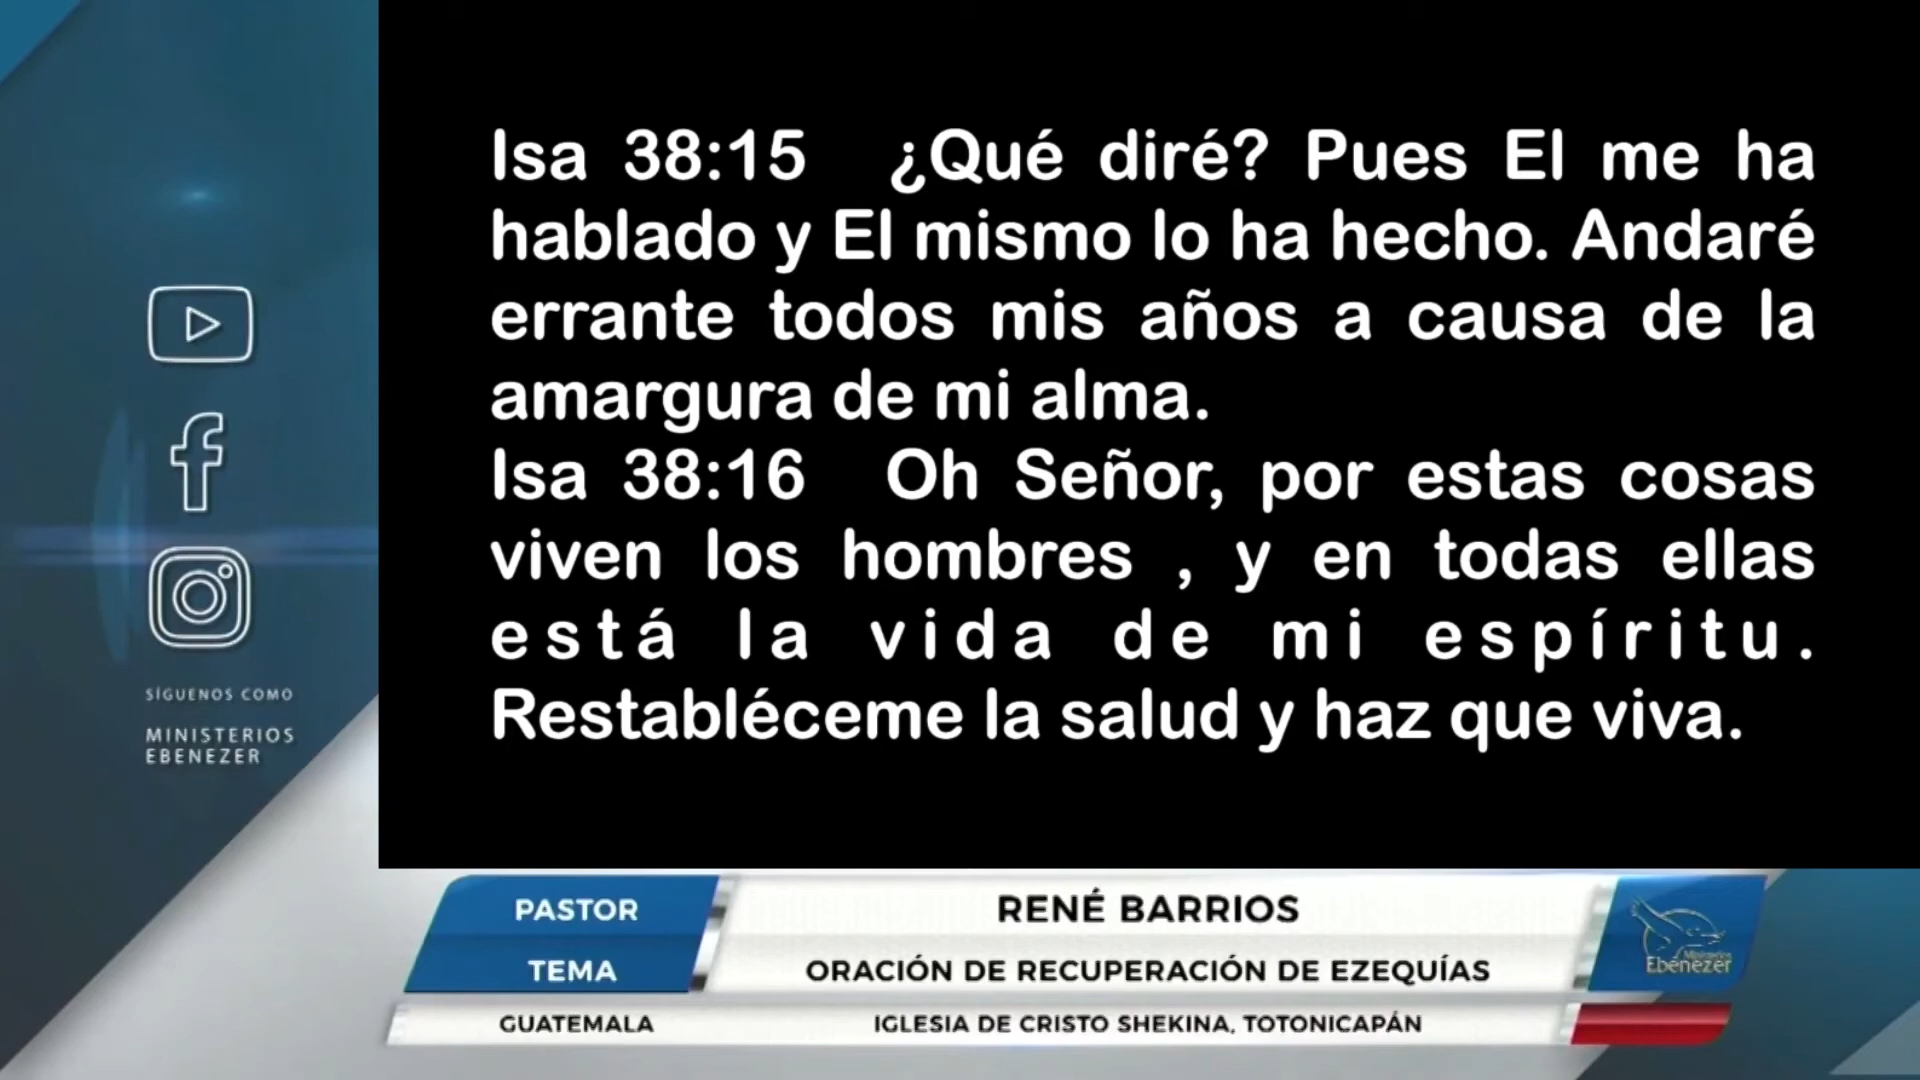 Isa 38:15 ¿Qué diré? Pues El me ha
hablado y El mismo lo ha hecho. Andaré
errante todos mis años a causa de la
amargura de mi alma.
Isa 38:16 Oh Señor, por estas cosas
viven los hombres , y en todas ellas
está la vida de mi espíritu.
Restabléceme la salud y haz que viva.
SÍGUENOS COMO
MINISTERIOS
EBENEZER
PASTOR
RENÉ BARRIOS
TEMA
ORACIÓN DE RECUPERACIÓN DE EZEQUÍAS
GUATEMALA
IGLESIA DE CRISTO SHEKINA, TOTONICAPÁN
Ministerios
Ebenezer